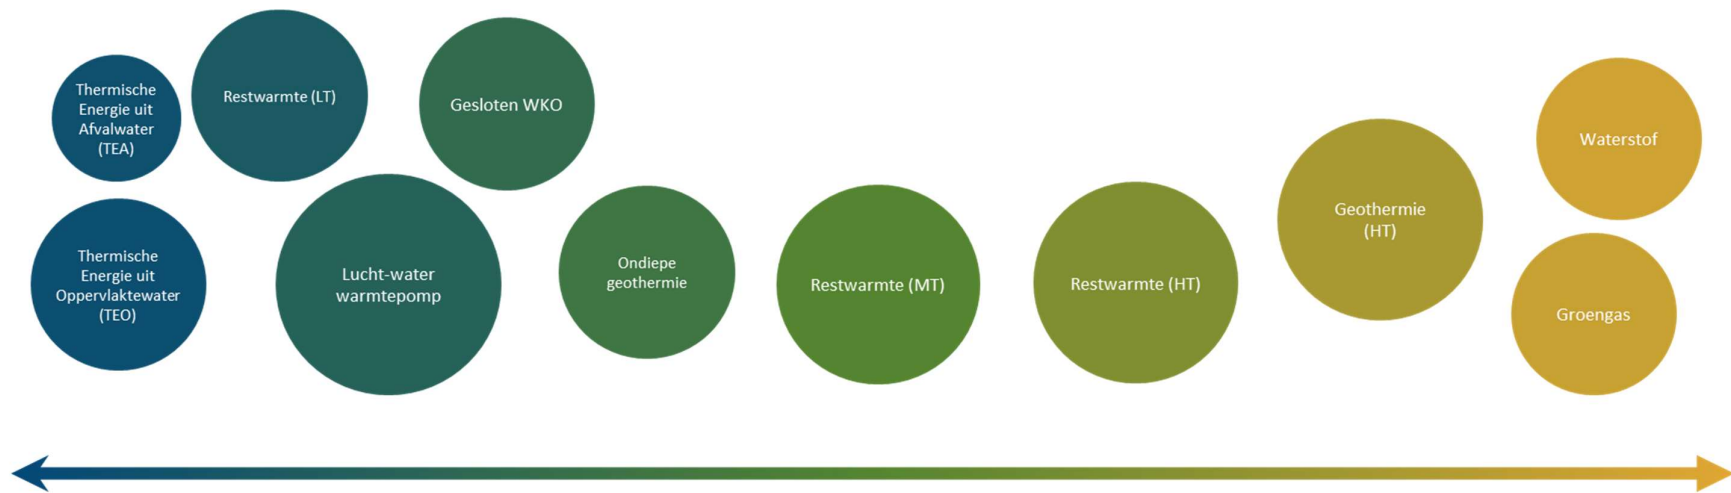 Thermische
Energie uit
Afvalwater
(TEA)
Restwarmte (LT)
Gesloten WKO
Thermische
Energie uit
Oppervlaktewater
(TEO)
Lucht-water
warmtepomp
Ondiepe
geothermie
Restwarmte (MT)
Restwarmte (HT)
Geothermie
(HT)
Waterstof
Groengas